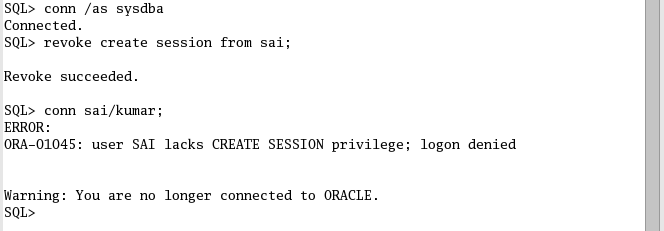 SQL> conn /as sysdba
Connected.
SQL> revoke create session from sai;
Revoke succeeded.
SQL> conn sai/kumar;
ERROR:
ORA-01045: user SAI lacks CREATE SESSION privilege; logon denied
Warning: You are no longer connected to ORACLE.
SQL>